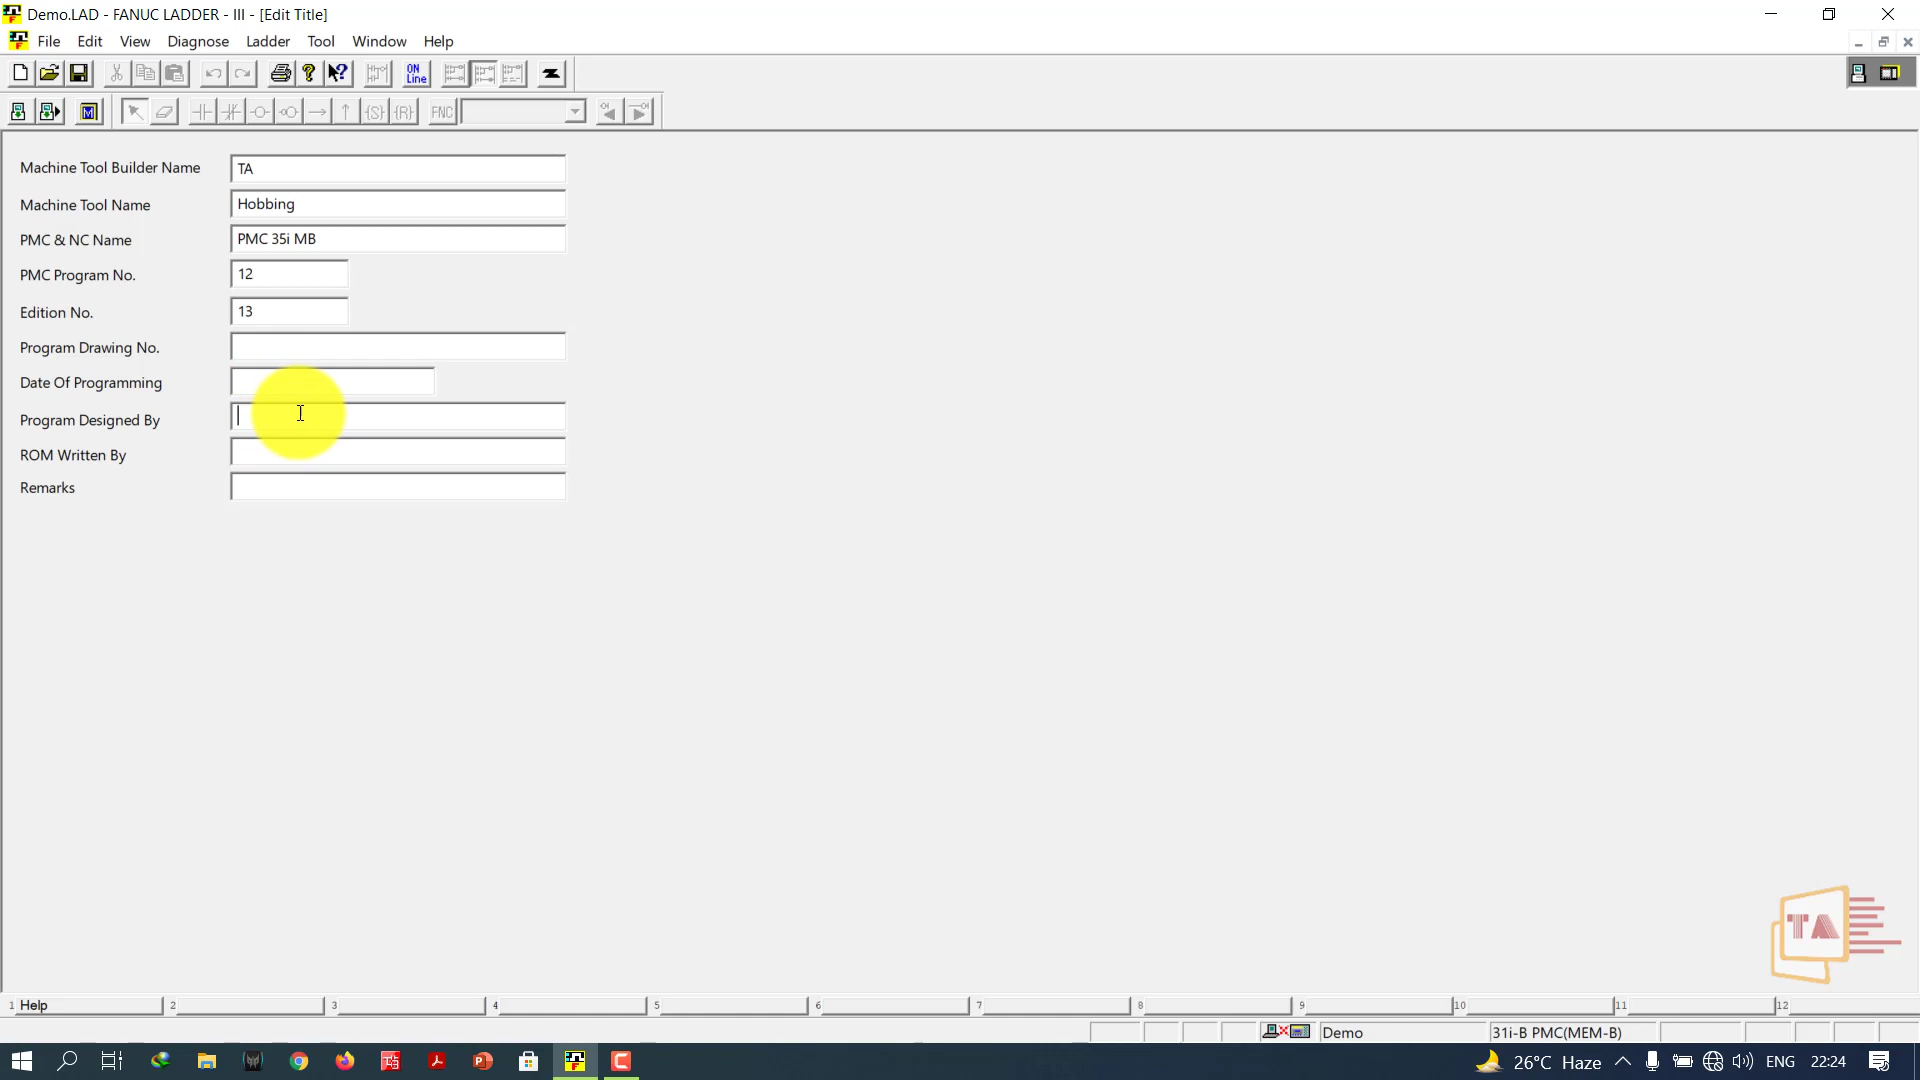 Demo.LAD - FANUC LADDER - III - [Edit Title]
File Edit View Diagnose Ladder Tool Window Help
ON Line
M {S} {R} FNC
Machine Tool Builder Name TA
Machine Tool Name Hobbing
PMC & NC Name PMC 35i MB
PMC Program No. 12
Edition No. 13
Program Drawing No.
Date Of Programming
Program Designed By
ROM Written By
Remarks
TA
1 Help 2 3 4 5 6 7 8 9 10 11 12
Demo 31i-B PMC(MEM-B)
26°C Haze ENG 22:24